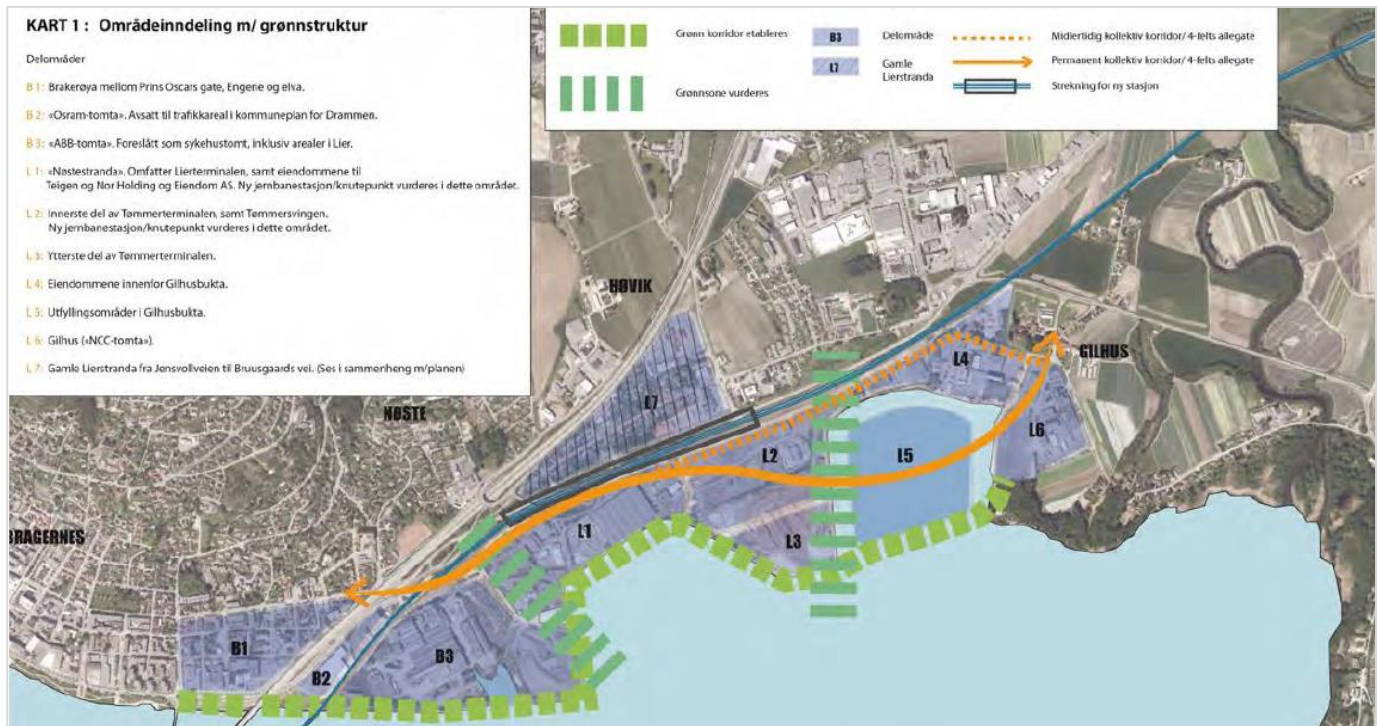 KART 1 : Områdeinndeling m/ grønnstruktur
Delområder
B 1: Brakerøya mellom Prins Oscars gate, Engene og elva.
B 2: «Osram-tomta». Avsatt til trafikkareal i kommuneplan for Drammen.
B 3: «ABB-tomta». Foreslått som sykehustomt, inklusiv arealer i Lier.
L 1: «Nøstestranda». Omfatter Lierterminalen, samt eiendommene til
Teigen og Nor Holding og Eiendom AS. Ny jernbanestasjon/knutepunkt vurderes i dette området.
L 2: Innerste del av Tømmerterminalen, samt Tømmersvingen.
Ny jernbanestasjon/knutepunkt vurderes i dette området.
L 3: Ytterste del av Tømmerterminalen.
L 4: Eiendommene innenfor Gilhusbukta.
L 5: Utfyllingsområder i Gilhusbukta.
L 6: Gilhus («NCC-tomta»).
L 7: Gamle Lierstranda fra Jensvollveien til Bruusgaards vei. (Ses i sammenheng m/planen)
Grønn korridor etableres
Grønnsone vurderes
B3 Delområde
L7 Gamle
Lierstranda
Midlertidig kollektiv korridor/ 4-felts allegate
Permanent kollektiv korridor/ 4-felts allegate
Strekning for ny stasjon
HØVIK
GILHUS
L4
L7
NØSTE
L6
L2
L5
L1
L3
BRAGERNES
B1
B3
B2